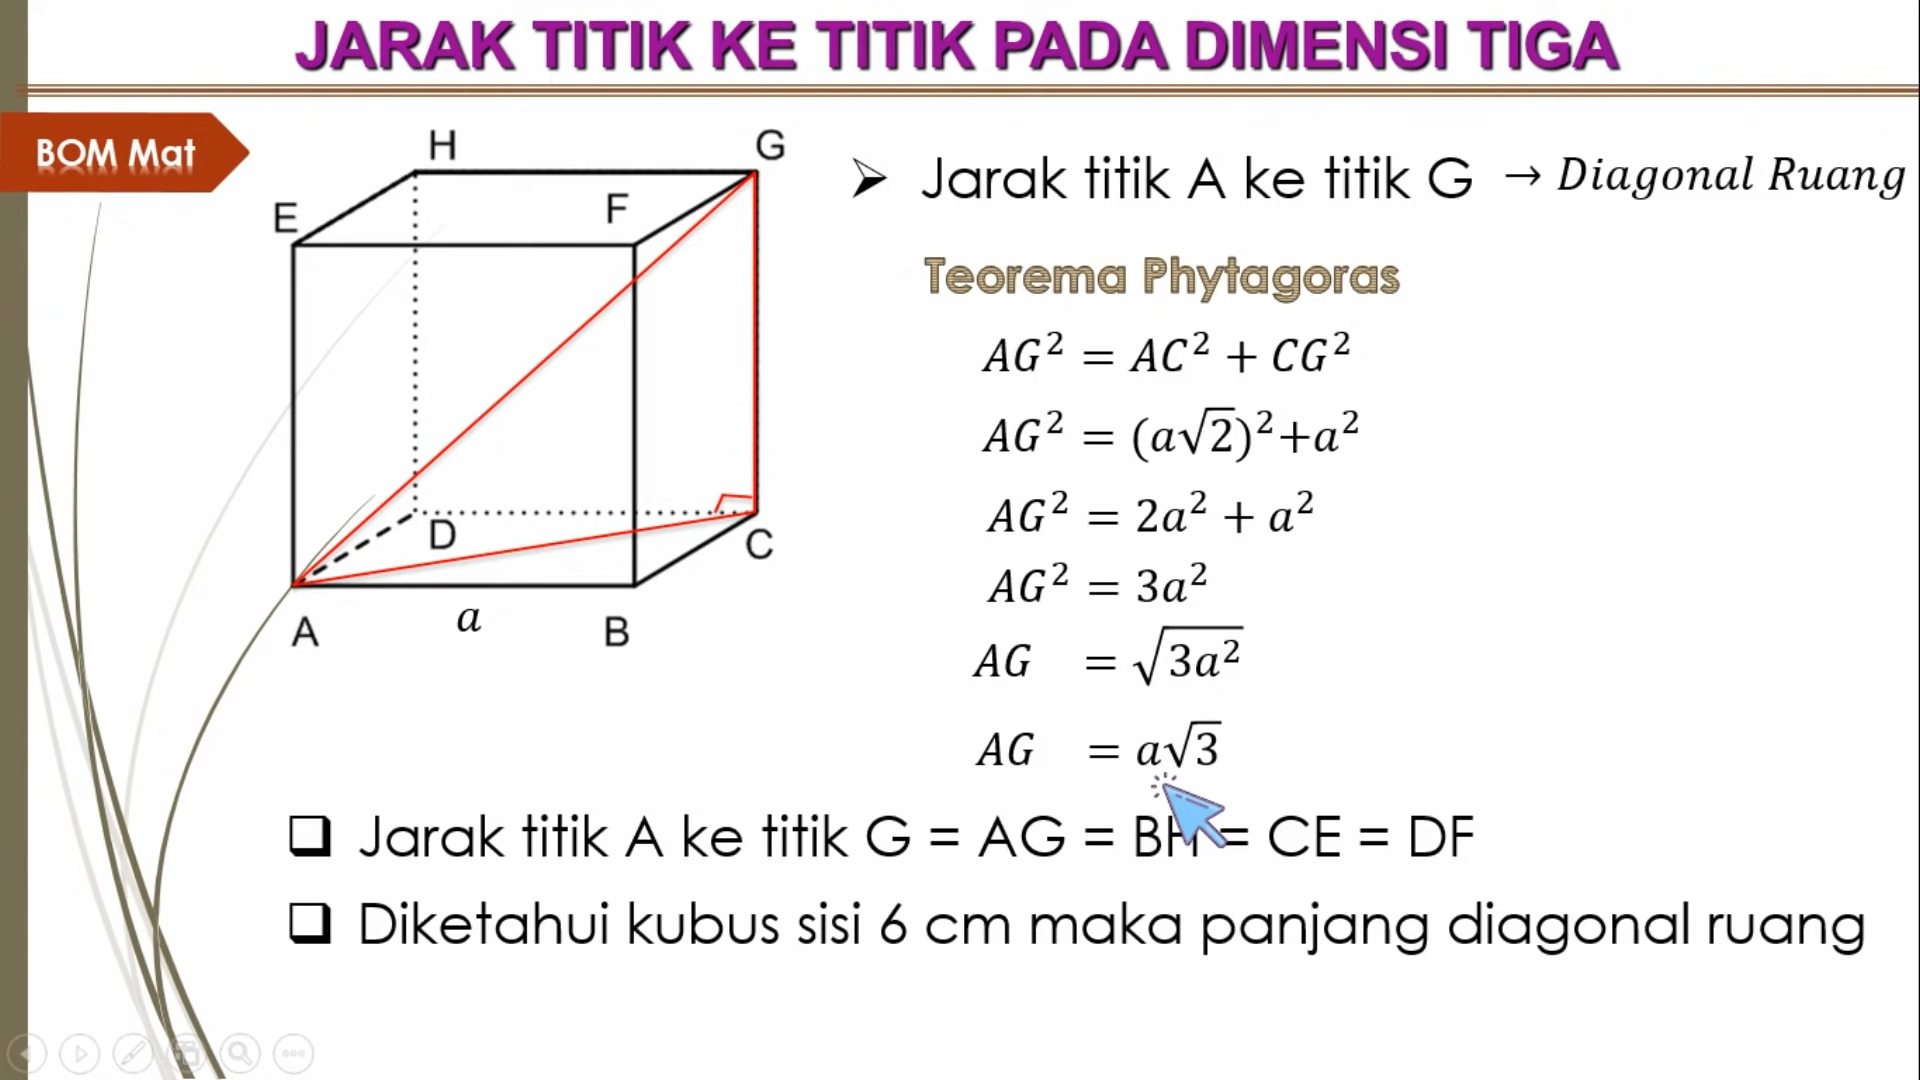 JARAK TITIK KE TITIK PADA DIMENSI TIGA
BOM Mat
H
G
E
F
D
C
A
a
B
➢ Jarak titik A ke titik G → Diagonal Ruang
Teorema Phytagoras
AG² = AC² + CG²
AG² = (a√2)²+a²
AG² = 2a² + a²
AG² = 3a²
AG = √(3a²)
AG = a√3
❑ Jarak titik A ke titik G = AG = BH = CE = DF
❑ Diketahui kubus sisi 6 cm maka panjang diagonal ruang